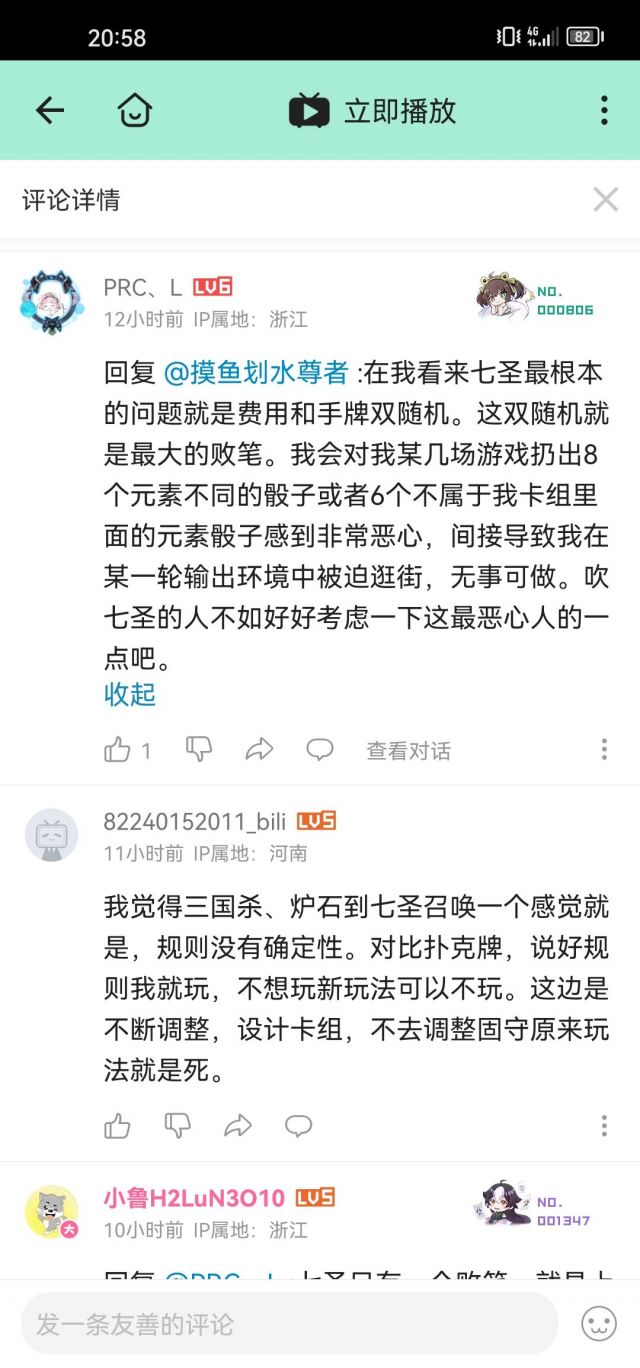 20:58
4G
82
立即播放
评论详情
PRC、L LV6
NO.
000806
12小时前 IP属地：浙江
回复 @摸鱼划水尊者 :在我看来七圣最根本
的问题就是费用和手牌双随机。这双随机就
是最大的败笔。我会对我某几场游戏扔出8
个元素不同的骰子或者6个不属于我卡组里
面的元素骰子感到非常恶心，间接导致我在
某一轮输出环境中被迫逛街，无事可做。吹
七圣的人不如好好考虑一下这最恶心人的一
点吧。
收起
1
查看对话
82240152011_bili LV5
11小时前 IP属地：河南
我觉得三国杀、炉石到七圣召唤一个感觉就
是，规则没有确定性。对比扑克牌，说好规
则我就玩，不想玩新玩法可以不玩。这边是
不断调整，设计卡组，不去调整固守原来玩
法就是死。
小鲁H2LuN3O10 LV5
大
NO.
001347
10小时前 IP属地：浙江
发一条友善的评论